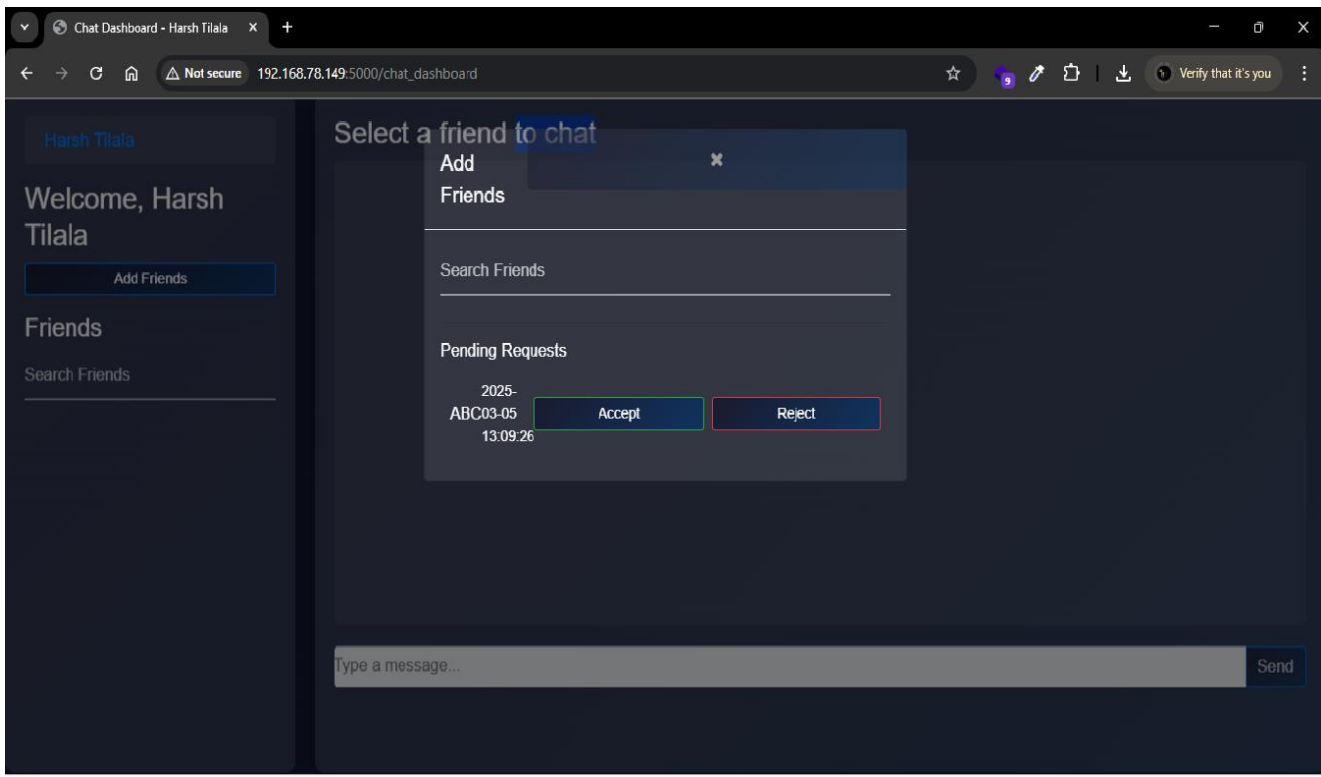 Chat Dashboard - Harsh Tilala
Not secure 192.168.78.149:5000/chat_dashboard
9
Verify that it's you
Harsh Tilala
Welcome, Harsh
Tilala
Add Friends
Friends
Search Friends
Select a friend to chat
Add
Friends
Search Friends
Pending Requests
2025-
ABC03-05
13:09:26
Accept
Reject
Type a message...
Send